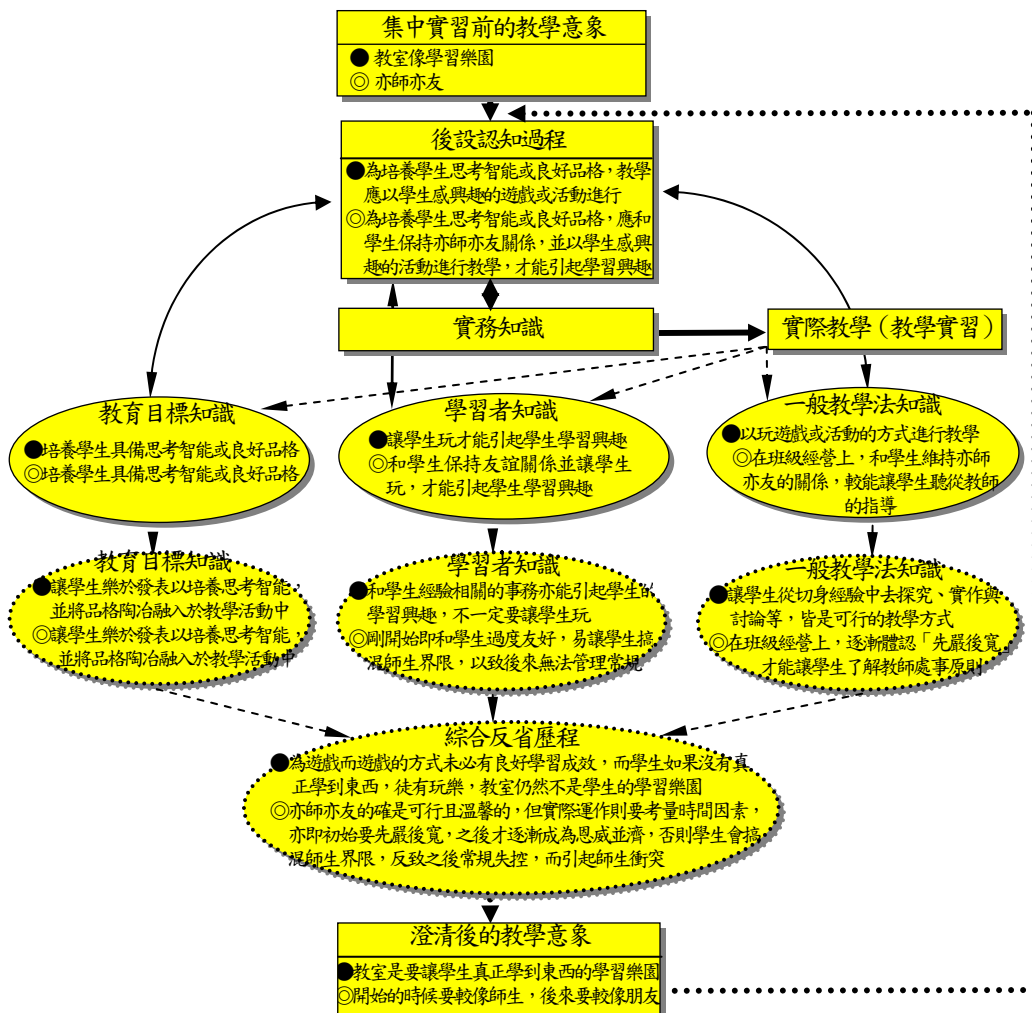 集中實習前的教學意象
●教室像學習樂園
◎亦師亦友
後設認知過程
●為培養學生思考智能或良好品格，教學
應以學生感興趣的遊戲或活動進行
◎為培養學生思考智能或良好品格，應和
學生保持亦師亦友關係，並以學生感興
趣的活動進行教學，才能引起學習興趣
實務知識
實際教學（教學實習）
教育目標知識
●培養學生具備思考智能或良好品格
◎培養學生具備思考智能或良好品格
學習者知識
●讓學生玩才能引起學生學習興趣
◎和學生保持友誼關係並讓學生
玩，才能引起學生學習興趣
一般教學法知識
●以玩遊戲或活動的方式進行教學
◎在班級經營上，和學生維持亦師
亦友的關係，較能讓學生聽從教師
的指導
教育目標知識
●讓學生樂於發表以培養思考智能，
並將品格陶冶融入於教學活動中
◎讓學生樂於發表以培養思考智能，
並將品格陶冶融入於教學活動中
學習者知識
●和學生經驗相關的事務亦能引起學生的
學習興趣，不一定要讓學生玩
◎剛開始即和學生過度友好，易讓學生搞
混師生界限，以致後來無法管理常規
一般教學法知識
●讓學生從切身經驗中去探究、實作與
討論等，皆是可行的教學方式
◎在班級經營上，逐漸體認「先嚴後寬」
才能讓學生了解教師處事原則
綜合反省歷程
●為遊戲而遊戲的方式未必有良好學習成效，而學生如果沒有真
正學到東西，徒有玩樂，教室仍然不是學生的學習樂園
◎亦師亦友的確是可行且溫馨的，但實際運作則要考量時間因素，
亦即初始要先嚴後寬，之後才逐漸成為恩威並濟，否則學生會搞
混師生界限，反致之後常規失控，而引起師生衝突
澄清後的教學意象
●教室是要讓學生真正學到東西的學習樂園
◎開始的時候要較像師生，後來要較像朋友